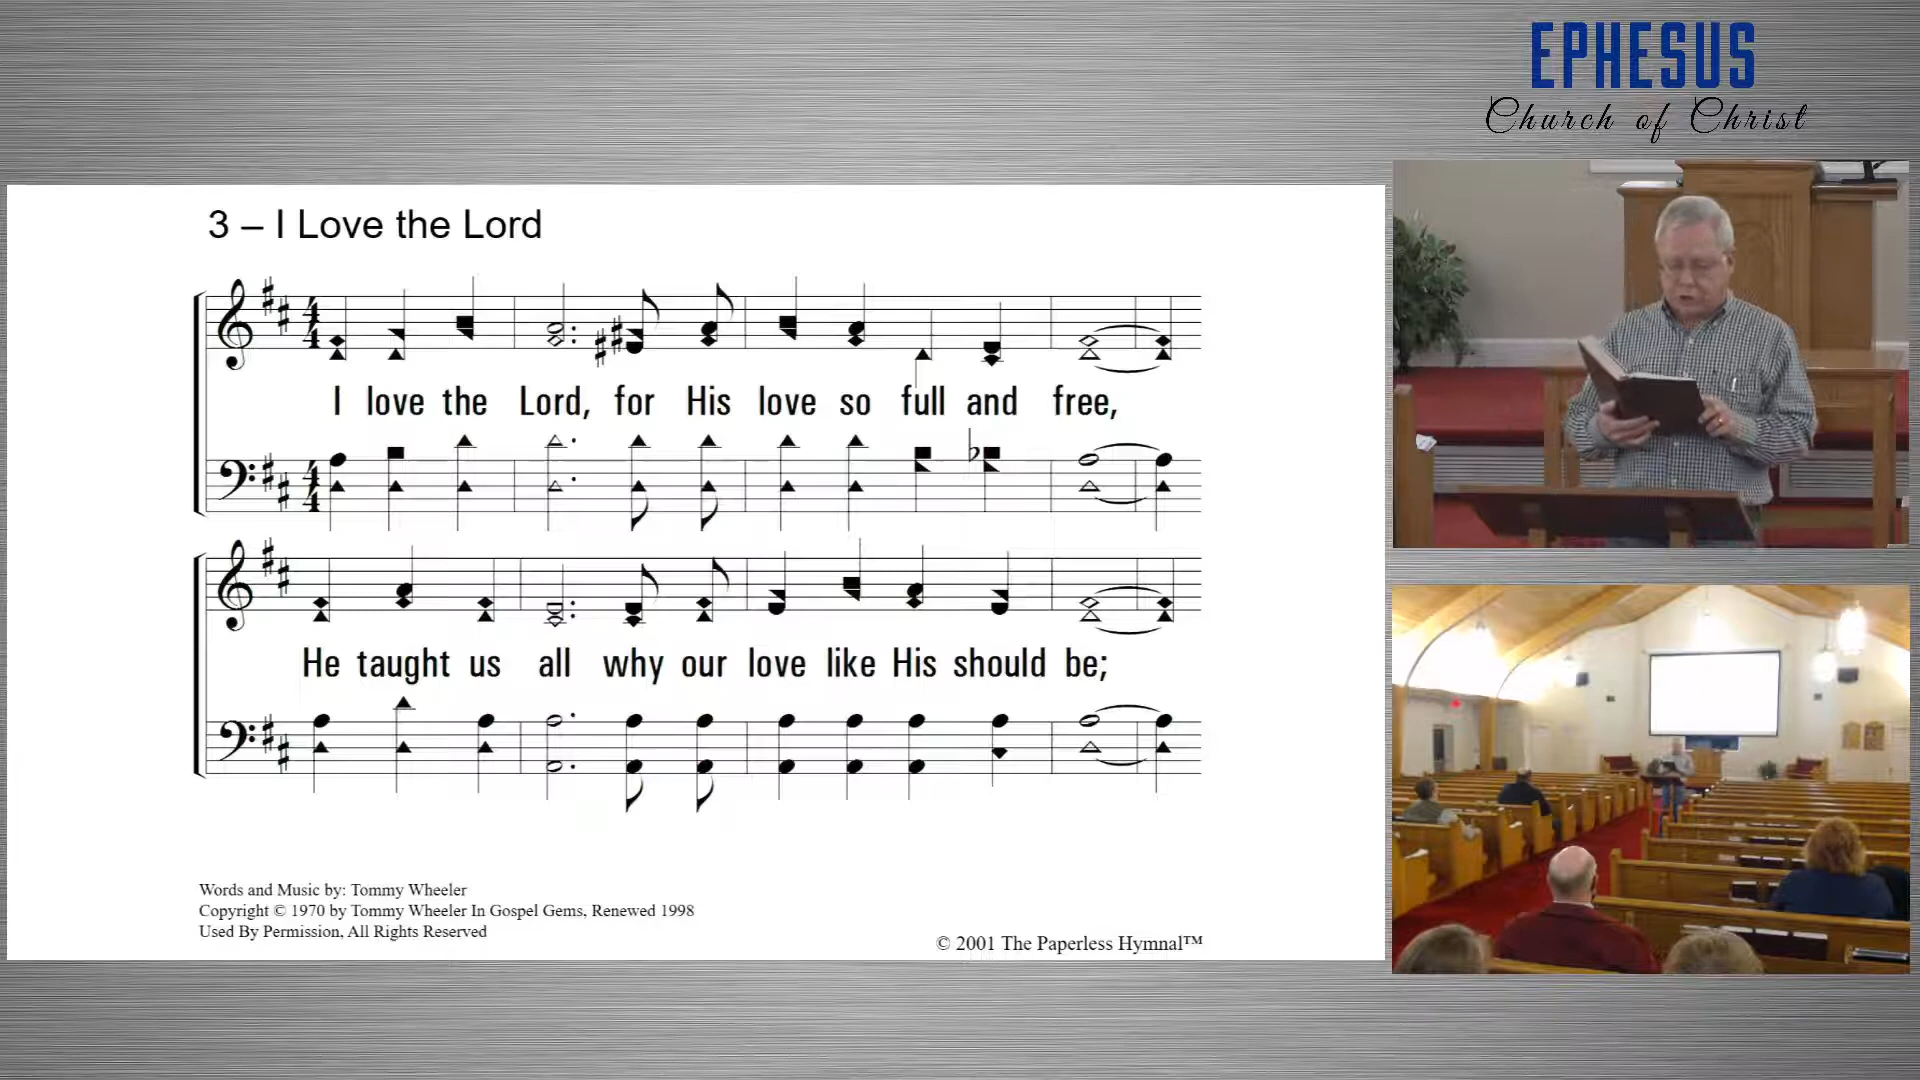 EPHESUS
Church of Christ
3 – I Love the Lord
I love the Lord, for His love so full and free,
He taught us all why our love like His should be;
Words and Music by: Tommy Wheeler
Copyright © 1970 by Tommy Wheeler In Gospel Gems, Renewed 1998
Used By Permission, All Rights Reserved
© 2001 The Paperless Hymnal™